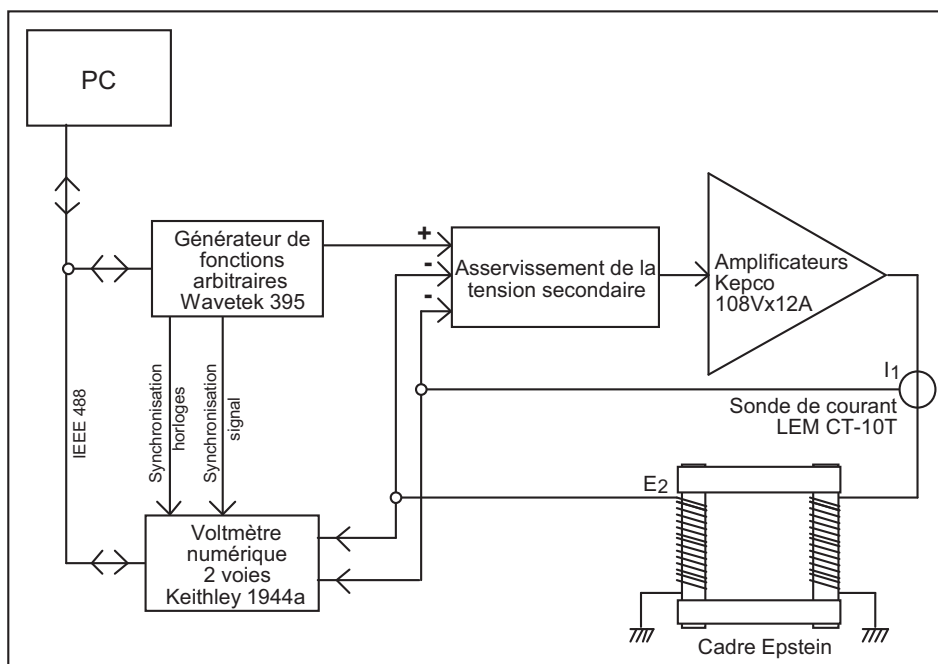 PC
Générateur de
fonctions
arbitraires
Wavetek 395
+
-
-
Asservissement de la
tension secondaire
Amplificateurs
Kepco
108Vx12A
I1
Sonde de courant
LEM CT-10T
IEEE 488
Synchronisation
horloges
Synchronisation
signal
E2
Voltmètre
numérique
2 voies
Keithley 1944a
Cadre Epstein